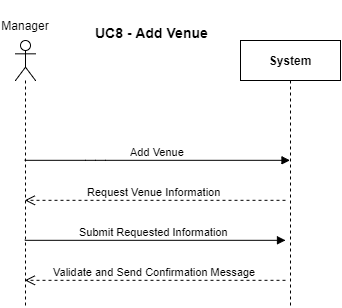 Manager
UC8 - Add Venue
System
Add Venue
Request Venue Information
Submit Requested Information
Validate and Send Confirmation Message